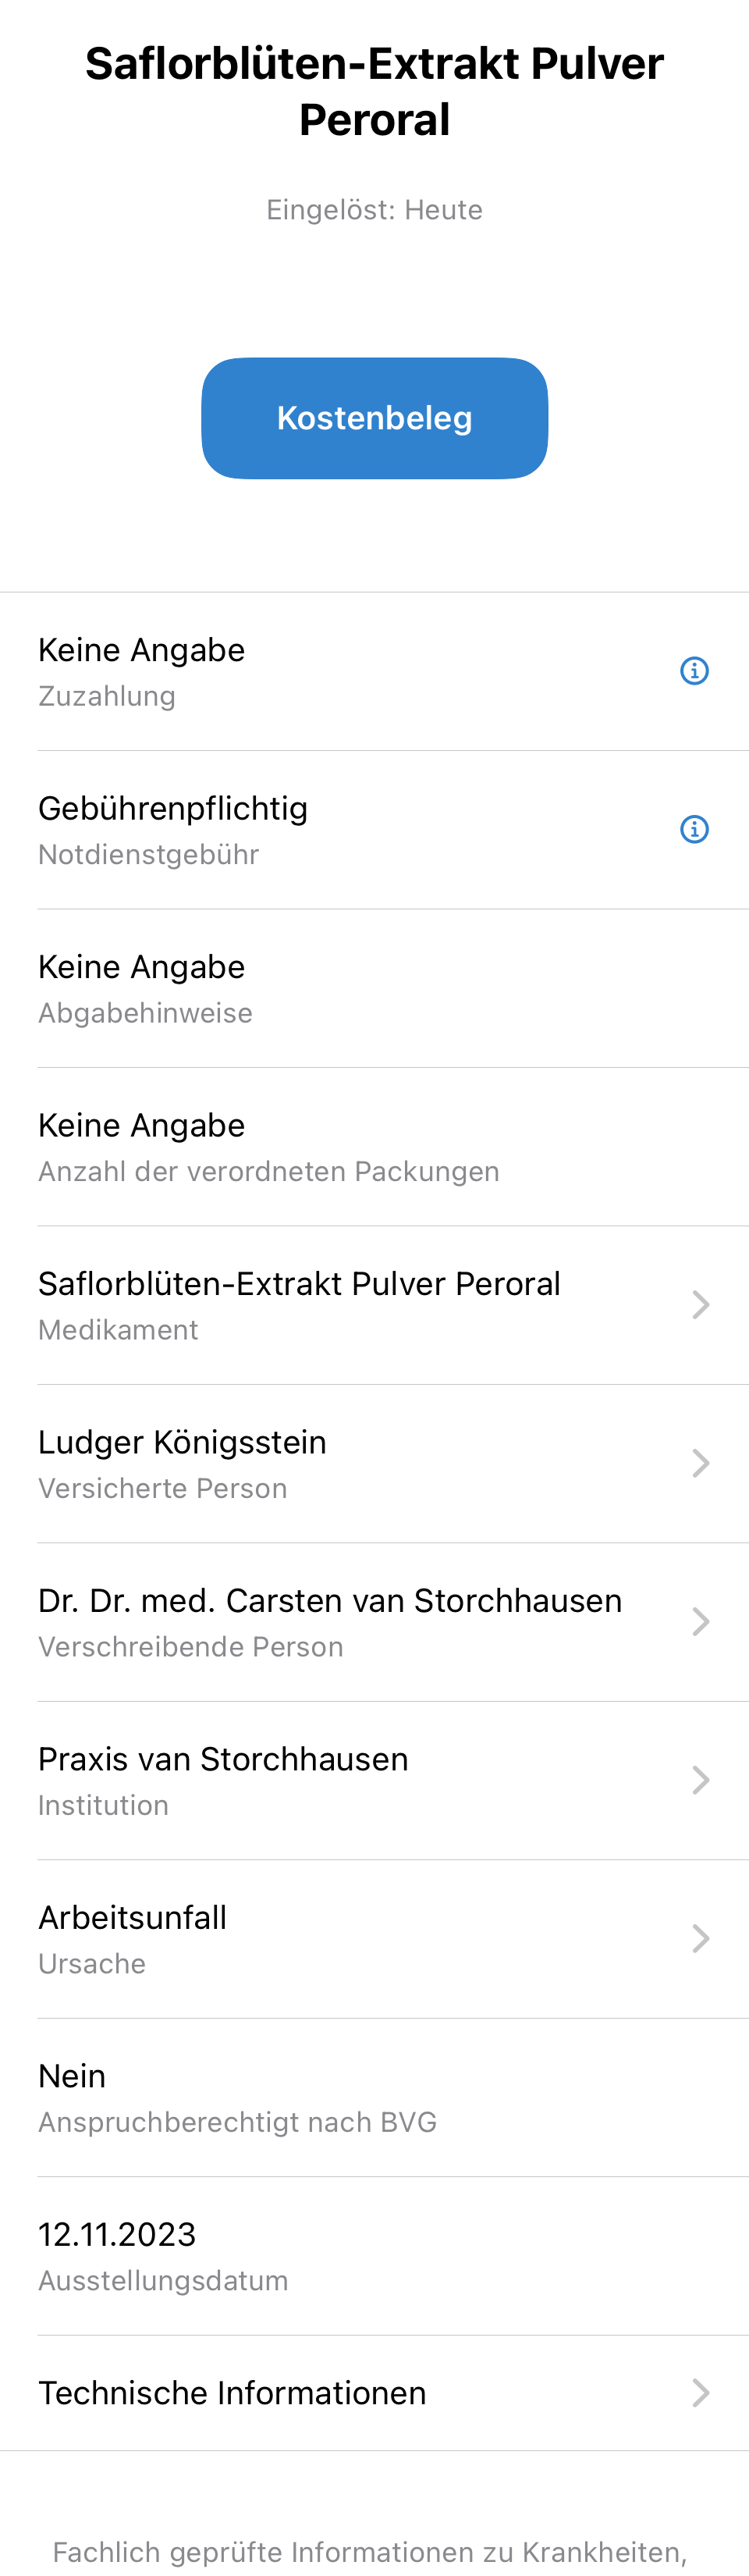 Saflorblüten-Extrakt Pulver
Peroral
Eingelöst: Heute
Kostenbeleg
Keine Angabe
Zuzahlung
Gebührenpflichtig
Notdienstgebühr
Keine Angabe
Abgabehinweise
Keine Angabe
Anzahl der verordneten Packungen
Saflorblüten-Extrakt Pulver Peroral
Medikament
Ludger Königsstein
Versicherte Person
Dr. Dr. med. Carsten van Storchhausen
Verschreibende Person
Praxis van Storchhausen
Institution
Arbeitsunfall
Ursache
Nein
Anspruchberechtigt nach BVG
12.11.2023
Ausstellungsdatum
Technische Informationen
Fachlich geprüfte Informationen zu Krankheiten,